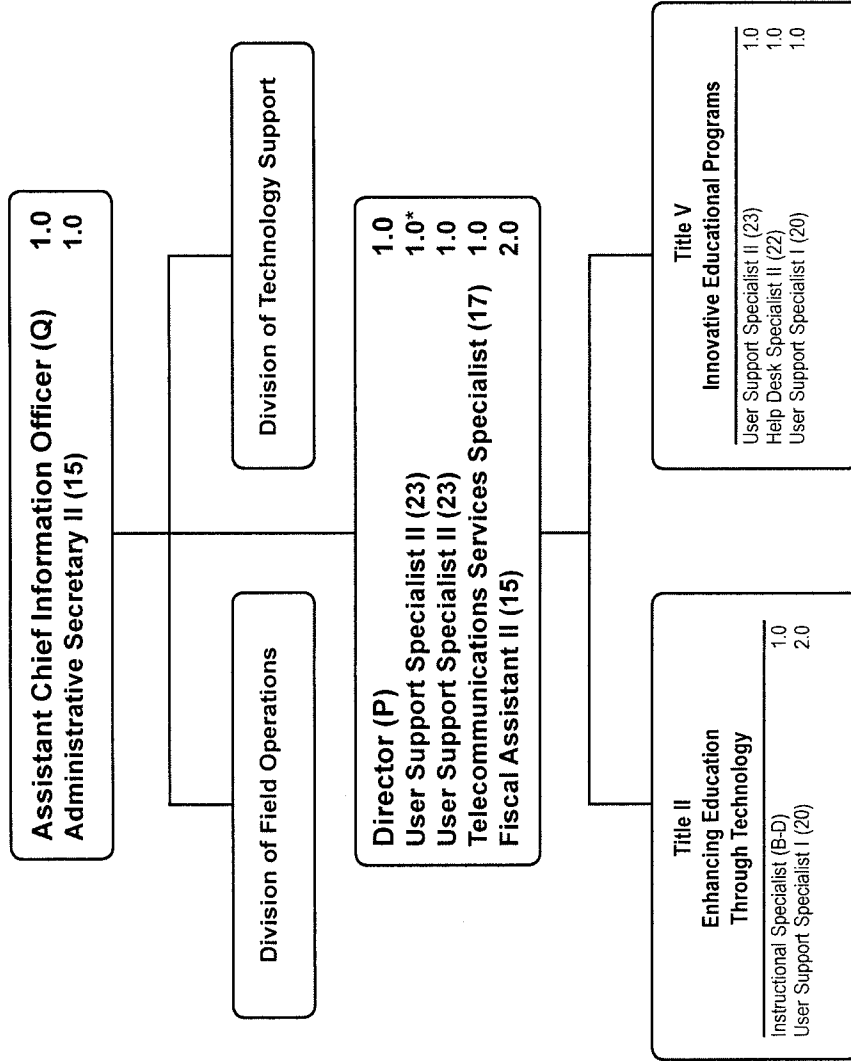 Assistant Chief Information Officer (Q) 1.0
Administrative Secretary II (15) 1.0
Division of Field Operations
Division of Technology Support
Director (P) 1.0
User Support Specialist II (23) 1.0*
User Support Specialist II (23) 1.0
Telecommunications Services Specialist (17) 1.0
Fiscal Assistant II (15) 2.0
Title II
Enhancing Education
Through Technology
Instructional Specialist (B-D) 1.0
User Support Specialist I (20) 2.0
Title V
Innovative Educational Programs
User Support Specialist II (23) 1.0
Help Desk Specialist II (22) 1.0
User Support Specialist I (20) 1.0